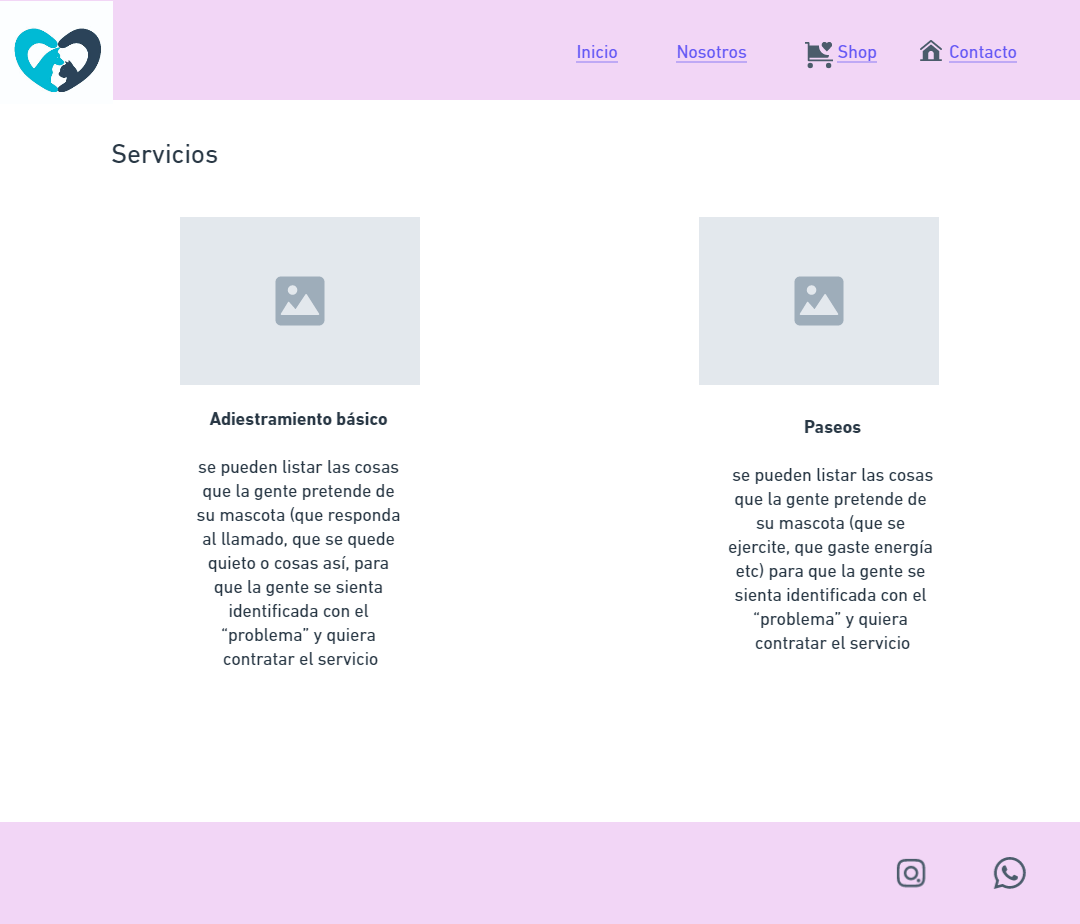 Inicio
Nosotros
Shop
Contacto
Servicios
Adiestramiento básico
se pueden listar las cosas
que la gente pretende de
su mascota (que responda
al llamado, que se quede
quieto o cosas así, para
que la gente se sienta
identificada con el
“problema” y quiera
contratar el servicio
Paseos
se pueden listar las cosas
que la gente pretende de
su mascota (que se
ejercite, que gaste energía
etc) para que la gente se
sienta identificada con el
“problema” y quiera
contratar el servicio